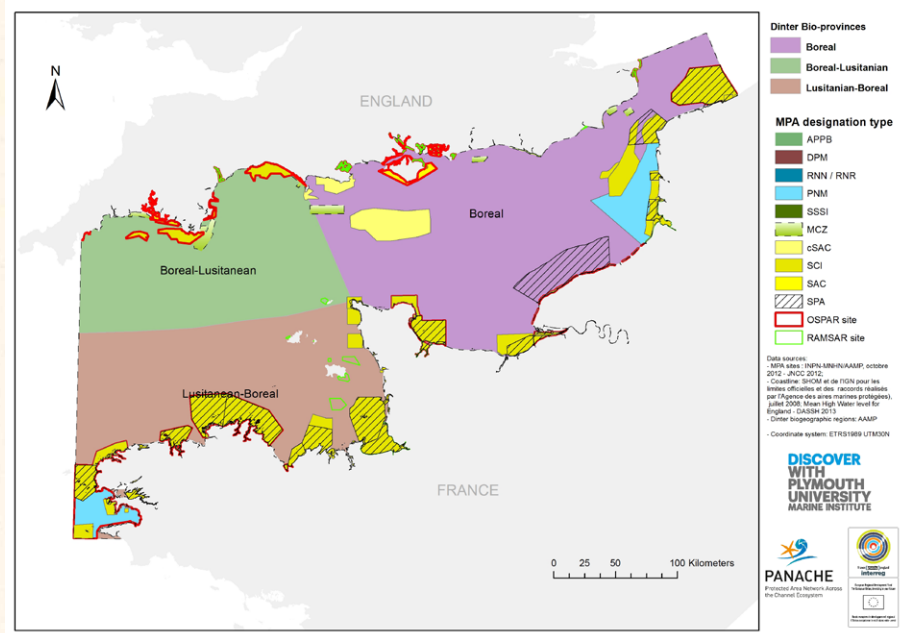 N
ENGLAND
Boreal
Boreal-Lusitanean
Lusitanean-Boreal
FRANCE
0 25 50 100 Kilometers
Dinter Bio-provinces
Boreal
Boreal-Lusitanian
Lusitanian-Boreal
MPA designation type
APPB
DPM
RNN / RNR
PNM
SSSI
MCZ
cSAC
SCI
SAC
SPA
OSPAR site
RAMSAR site
Data sources:
- MPA sites : INPN-MNHN/AAMP, octobre
2012 - JNCC 2012;
- Coastline: SHOM et de l'IGN pour les
limites officielles et des raccords réalisés
par l'Agence des aires marines protégées),
juillet 2008; Mean High Water level for
England - DASSH 2013
- Dinter biogeographic regions: AAMP
- Coordinate system: ETRS1989 UTM30N
DISCOVER
WITH
PLYMOUTH
UNIVERSITY
MARINE INSTITUTE
PANACHE
Protected Area Network Across
the Channel Ecosystem
interreg